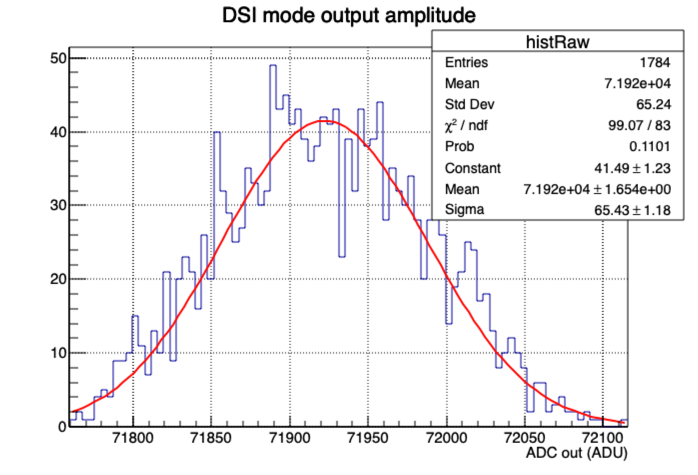 DSI mode output amplitude
histRaw
Entries 1784
Mean 7.192e+04
Std Dev 65.24
χ² / ndf 99.07 / 83
Prob 0.1101
Constant 41.49 ± 1.23
Mean 7.192e+04 ± 1.654e+00
Sigma 65.43 ± 1.18
50
40
30
20
10
0
71800 71850 71900 71950 72000 72050 72100
ADC out (ADU)